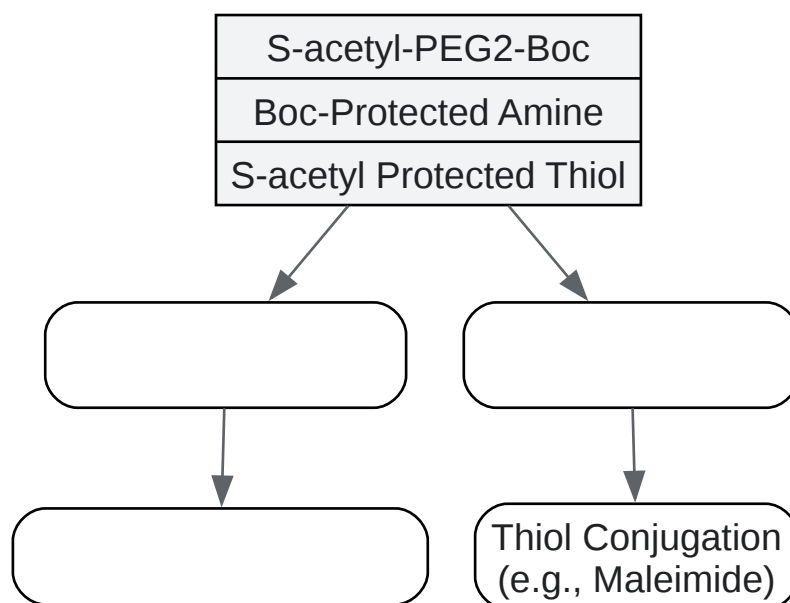 S-acetyl-PEG2-Boc
Boc-Protected Amine
S-acetyl Protected Thiol
Thiol Conjugation
(e.g., Maleimide)